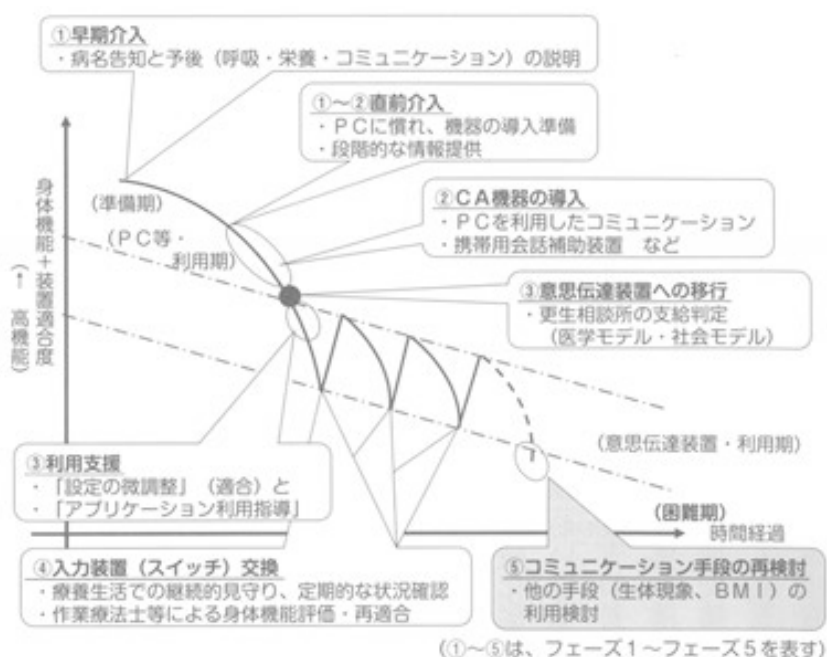 ①早期介入
・病名告知と予後（呼吸・栄養・コミュニケーション）の説明
①～②直前介入
・ＰＣに慣れ、機器の導入準備
・段階的な情報提供
②ＣＡ機器の導入
・ＰＣを利用したコミュニケーション
・携帯用会話補助装置　など
③意思伝達装置への移行
・更生相談所の支給判定
（医学モデル・社会モデル）
身体機能＋装置適合度
（→　高機能）
（準備期）
（ＰＣ等・
利用期）
（意思伝達装置・利用期）
（困難期）
時間経過
③利用支援
・「設定の微調整」（適合）と
・「アプリケーション利用指導」
④入力装置（スイッチ）交換
・療養生活での継続的見守り、定期的な状況確認
・作業療法士等による身体機能評価・再適合
⑤コミュニケーション手段の再検討
・他の手段（生体現象、ＢＭＩ）の
利用検討
（①～⑤は、フェーズ１～フェーズ５を表す）